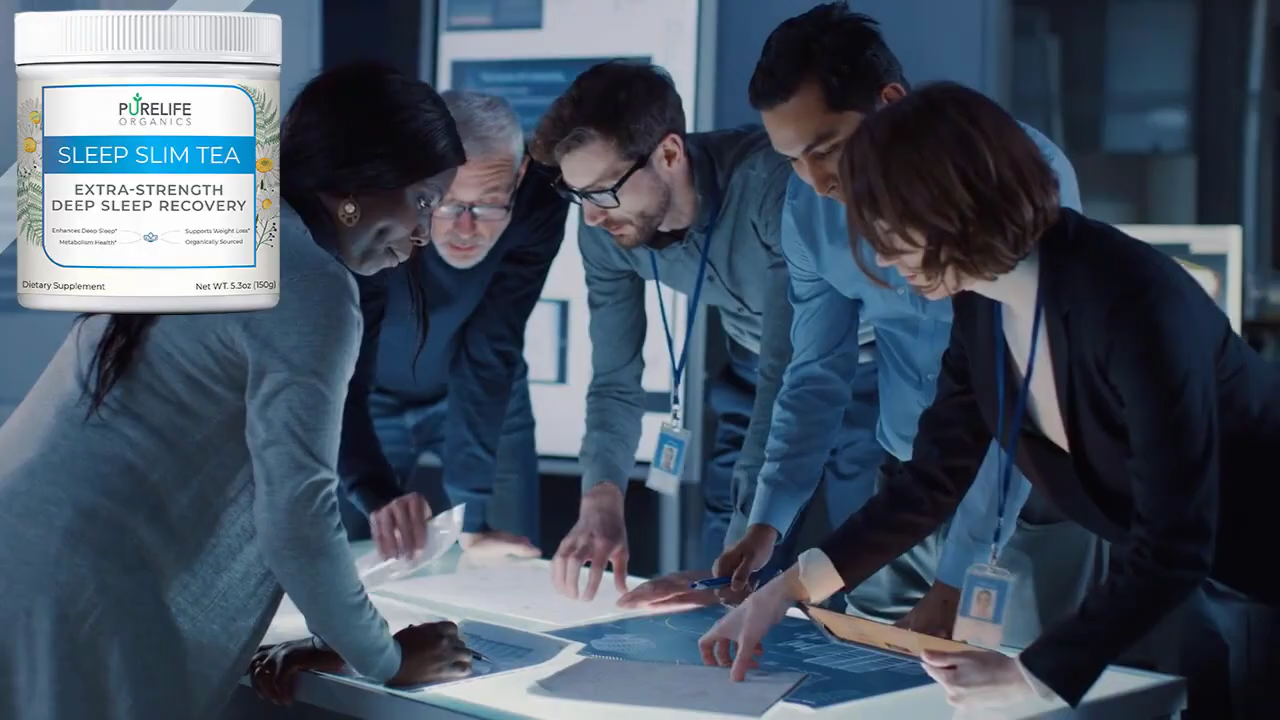 PURELIFE
ORGANICS
SLEEP SLIM TEA
EXTRA-STRENGTH
DEEP SLEEP RECOVERY
Enhances Deep Sleep*
Supports Weight Loss*
Metabolism Health*
Organically Sourced
Dietary Supplement
Net WT. 5.3oz (150g)